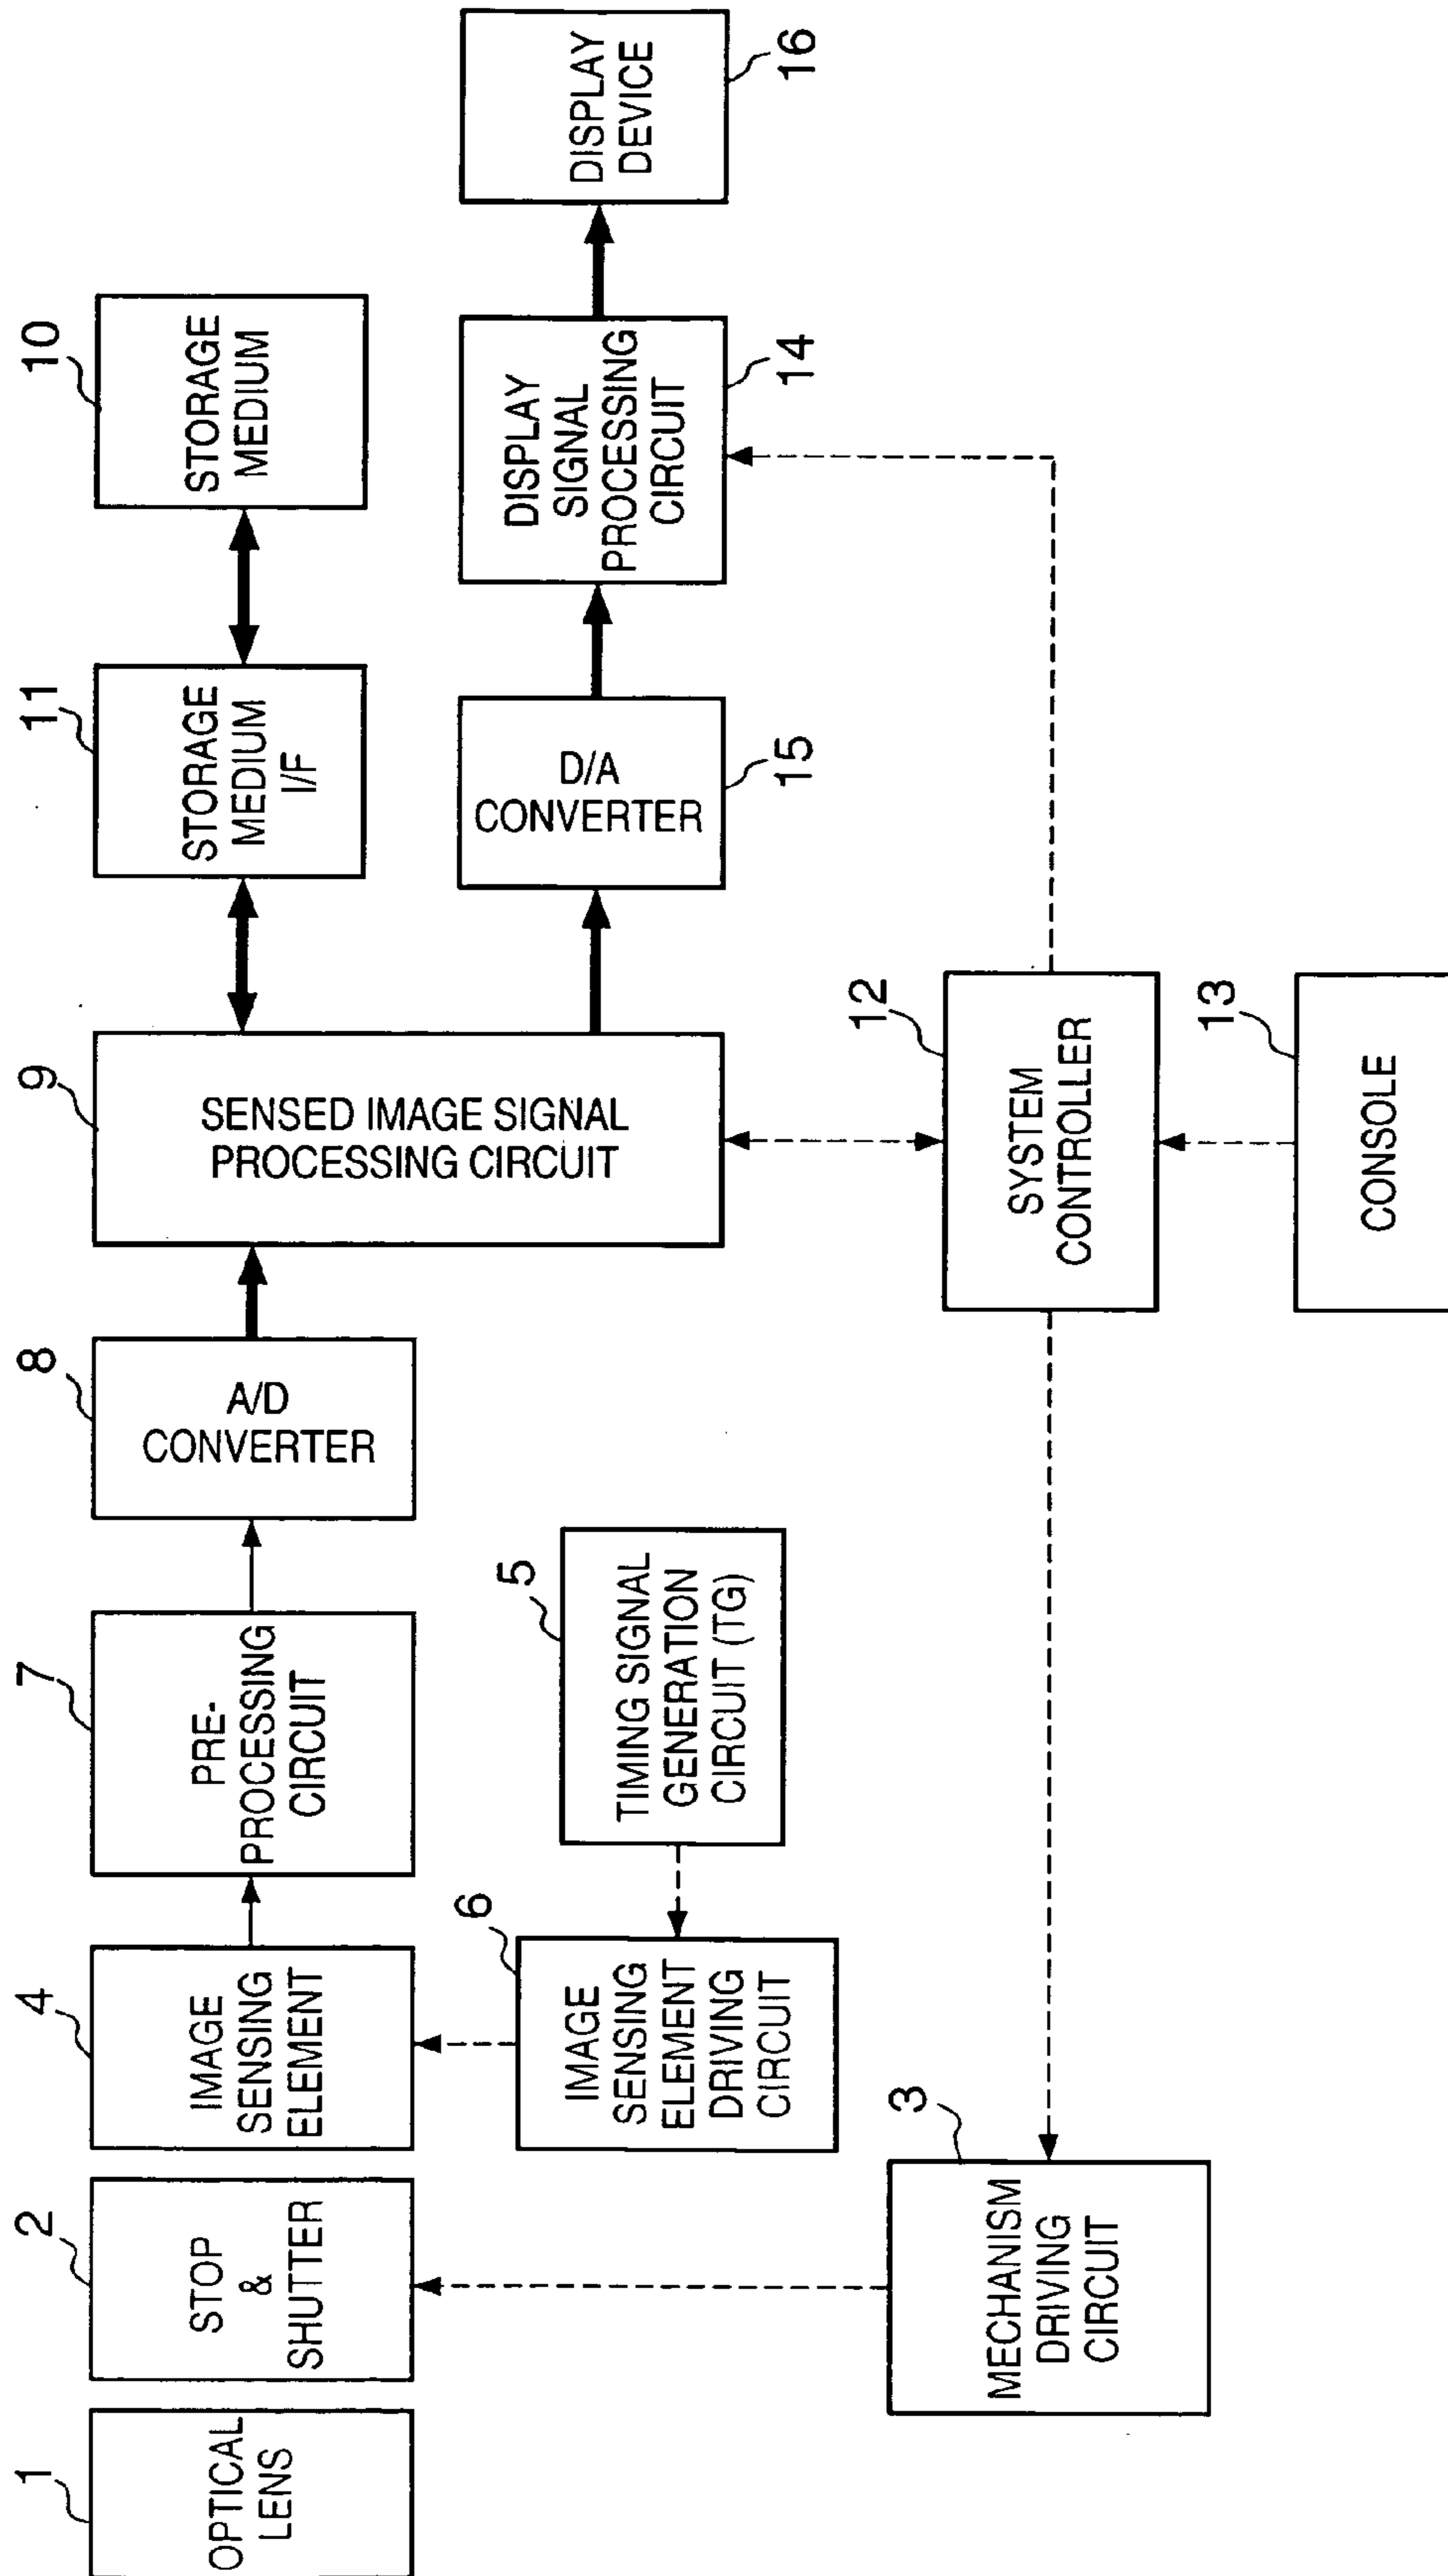 1
OPTICAL
LENS
2
STOP
&
SHUTTER
4
IMAGE
SENSING
ELEMENT
7
PRE-
PROCESSING
CIRCUIT
8
A/D
CONVERTER
9
SENSED IMAGE SIGNAL
PROCESSING CIRCUIT
11
STORAGE
MEDIUM
I/F
10
STORAGE
MEDIUM
6
IMAGE
SENSING
ELEMENT
DRIVING
CIRCUIT
5
TIMING SIGNAL
GENERATION
CIRCUIT (TG)
D/A
CONVERTER
15
DISPLAY
SIGNAL
PROCESSING
CIRCUIT
14
DISPLAY
DEVICE
16
3
MECHANISM
DRIVING
CIRCUIT
12
SYSTEM
CONTROLLER
13
CONSOLE